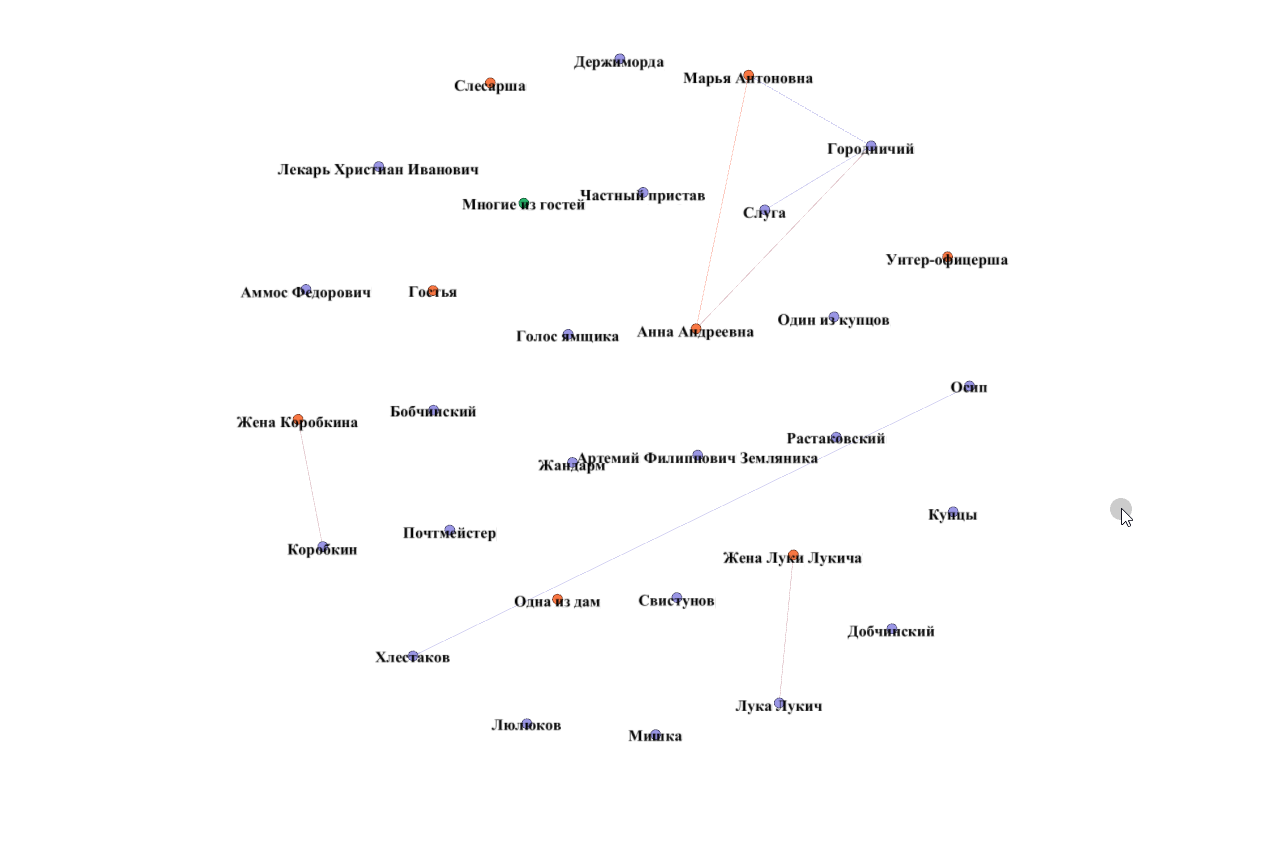 Держиморда
Марья Антоновна
Слесарша
Городничий
Лекарь Христиан Иванович
Частный пристав
Многие из гостей
Слуга
Унтер-офицерша
Аммос Федорович
Гостья
Один из купцов
Анна Андреевна
Голос ямщика
Осип
Бобчинский
Жена Коробкина
Растаковский
Артемий Филиппович Земляника
Жандарм
Купцы
Почтмейстер
Коробкин
Жена Луки Лукича
Одна из дам
Свистунов
Добчинский
Хлестаков
Лука Лукич
Люлюков
Мишка